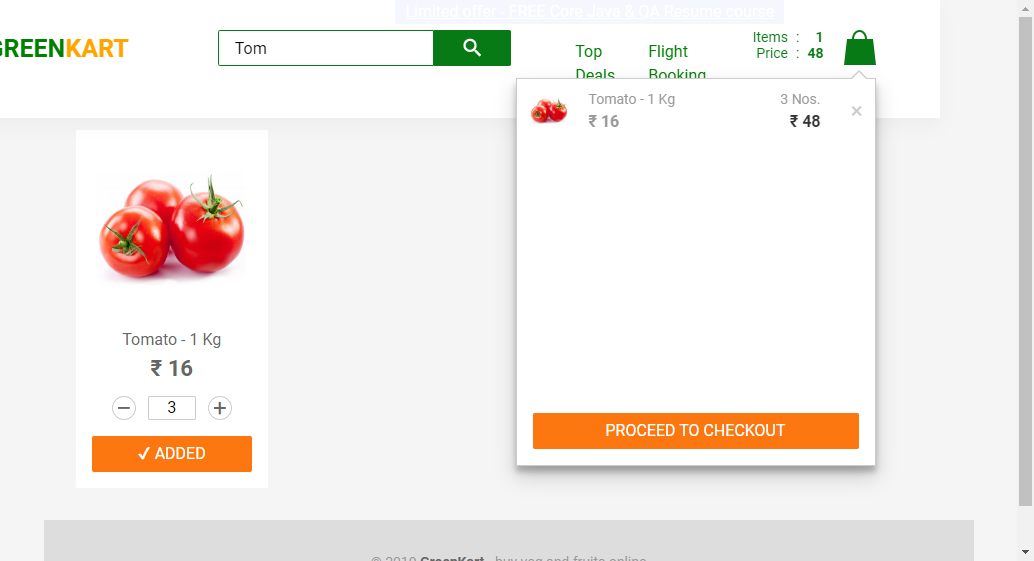 Limited offer - FREE Core Java & QA Resume course
GREENKART
Tom
Top
Deals
Flight
Booking
Items : 1
Price : 48
Tomato - 1 Kg
₹ 16
3 Nos.
₹ 48
×
PROCEED TO CHECKOUT
Tomato - 1 Kg
₹ 16
3
✓ ADDED
© 2019 GreenKart - buy veg and fruits online